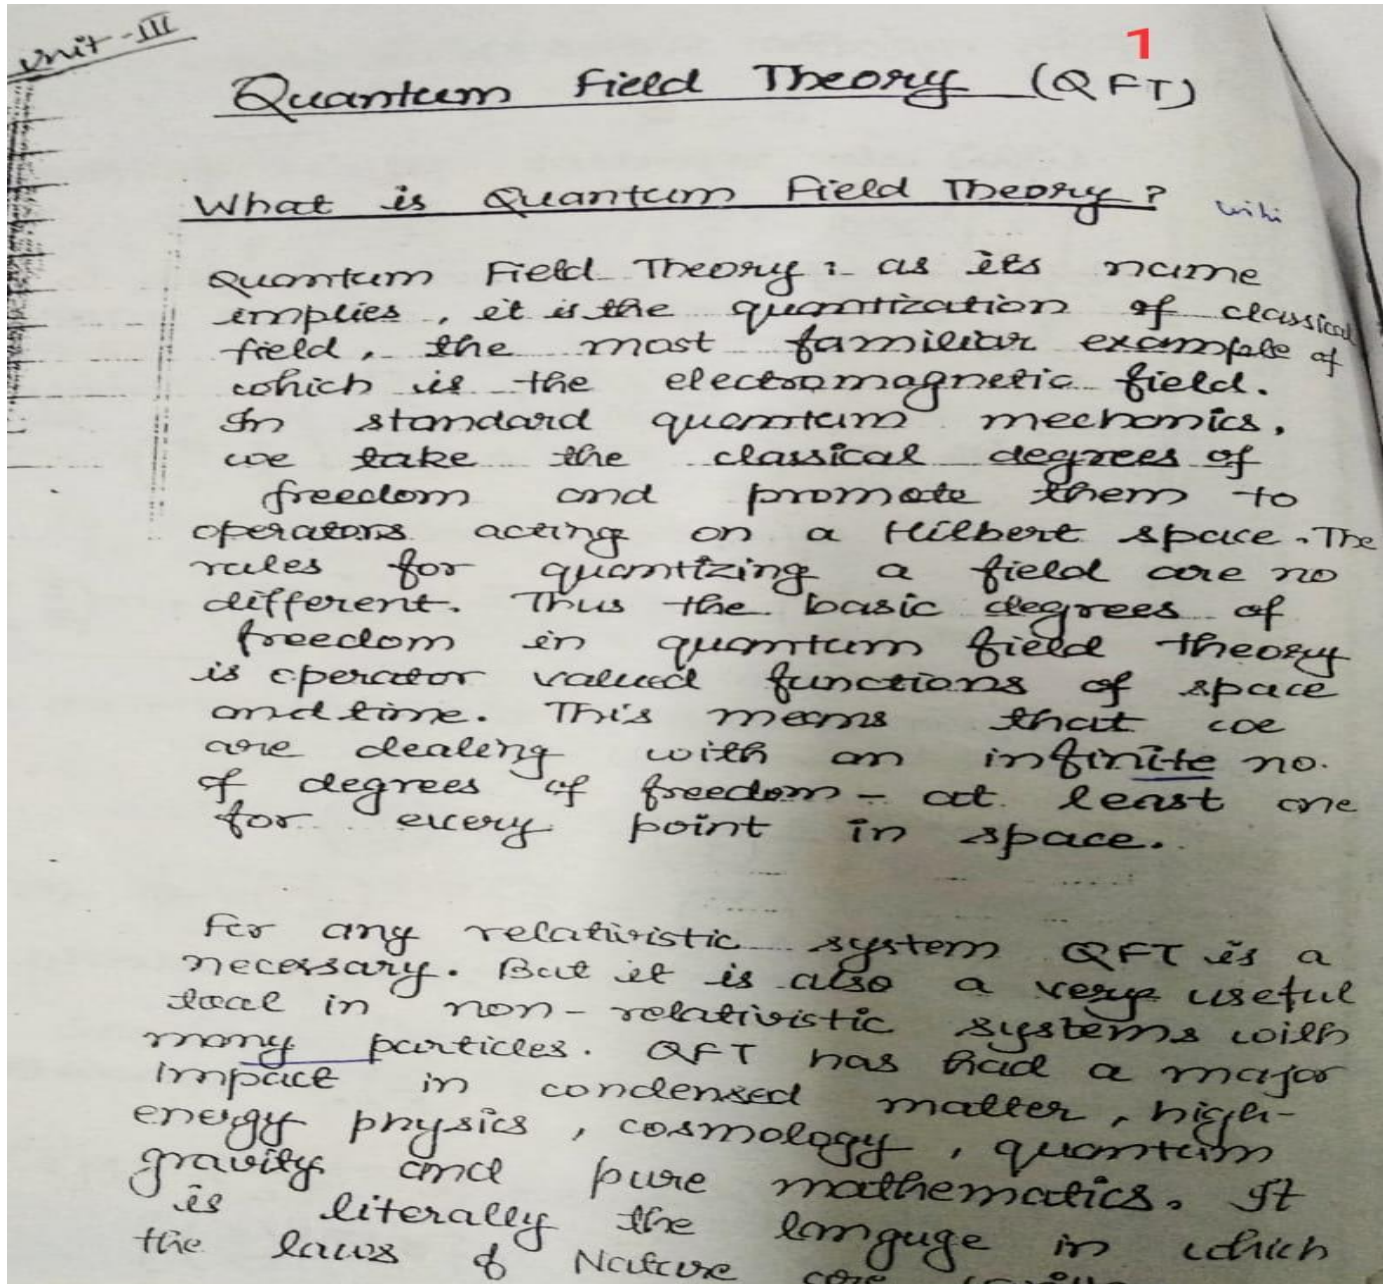 Unit-III
1
Quantum Field Theory (QFT)
What is Quantum Field Theory?
wiki
Quantum Field Theory :- as its name
implies, it is the quantization of classical
field, the most familiar example of
which is the electromagnetic field.
In standard quantum mechanics,
we take the classical degrees of
freedom and promote them to
operators acting on a Hilbert space. The
rules for quantizing a field are no
different. Thus the basic degrees of
freedom in quantum field theory
is operator valued functions of space
and time. This means that we
are dealing with an infinite no.
of degrees of freedom - at least one
for every point in space.
For any relativistic system QFT is a
necessary. But it is also a very useful
tool in non-relativistic systems with
many particles. QFT has had a major
impact in condensed matter, high-
energy physics, cosmology, quantum
gravity and pure mathematics. It
is literally the languge in which
the laws of Nature are